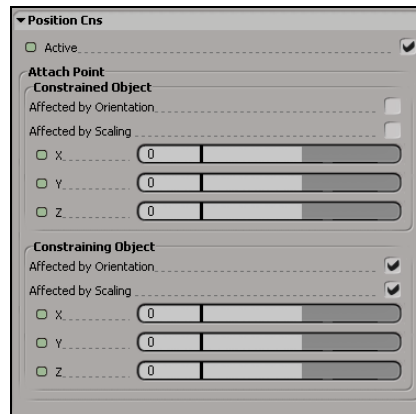 Position Cns
Active
Attach Point
Constrained Object
Affected by Orientation
Affected by Scaling
X 0
Y 0
Z 0
Constraining Object
Affected by Orientation
Affected by Scaling
X 0
Y 0
Z 0